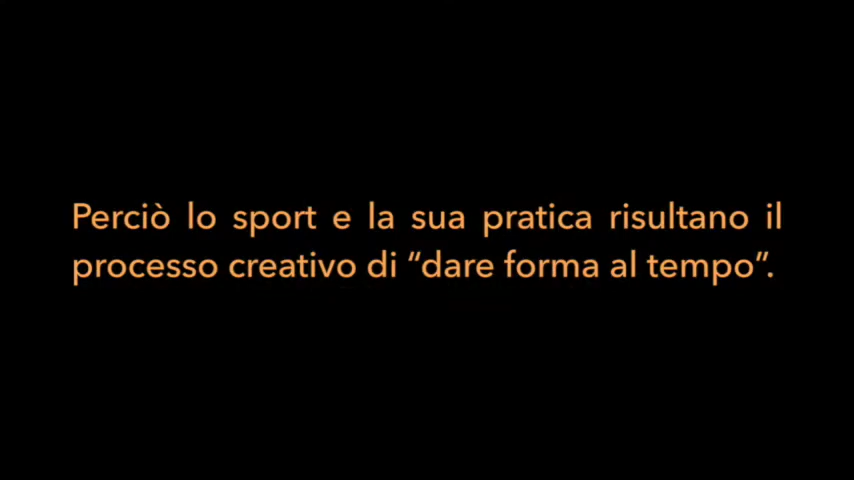 Perciò lo sport e la sua pratica risultano il
processo creativo di “dare forma al tempo”.